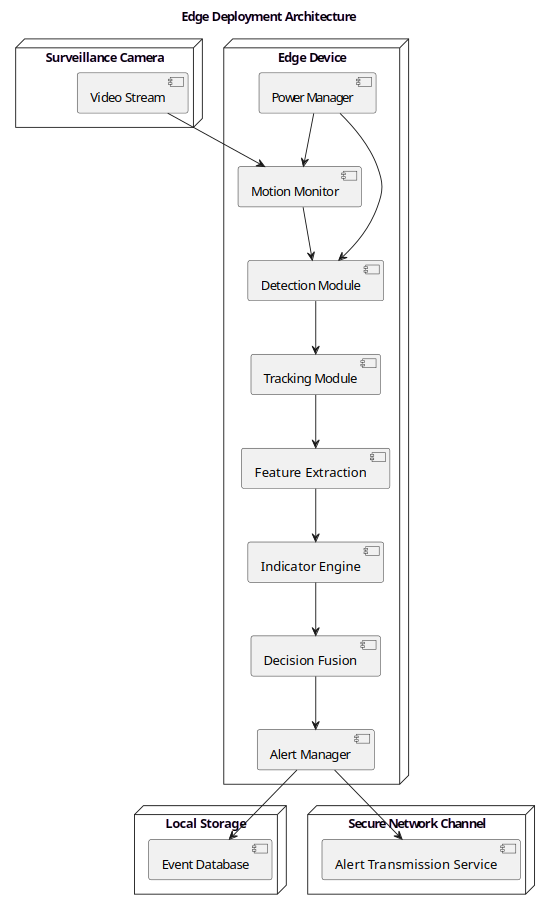 Edge Deployment Architecture
Surveillance Camera
Edge Device
Video Stream
Power Manager
Motion Monitor
Detection Module
Tracking Module
Feature Extraction
Indicator Engine
Decision Fusion
Alert Manager
Local Storage
Secure Network Channel
Event Database
Alert Transmission Service